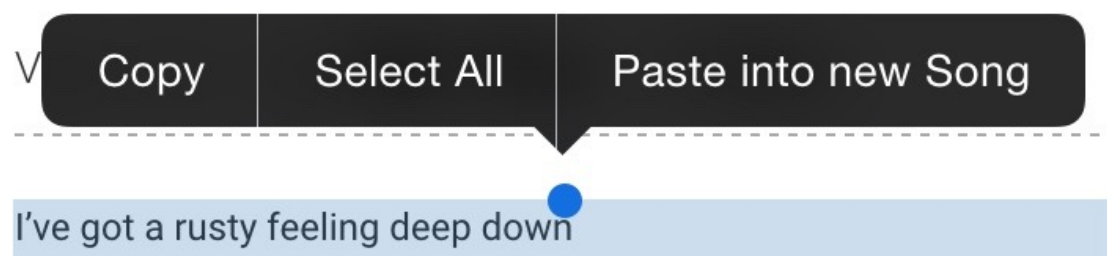 V
Copy Select All Paste into new Song
I’ve got a rusty feeling deep down